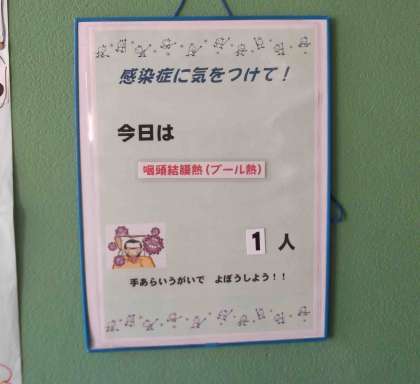 感染症に気をつけて！
今日は
咽頭結膜熱（プール熱）
1 人
手あらいうがいで よぼうしよう！！